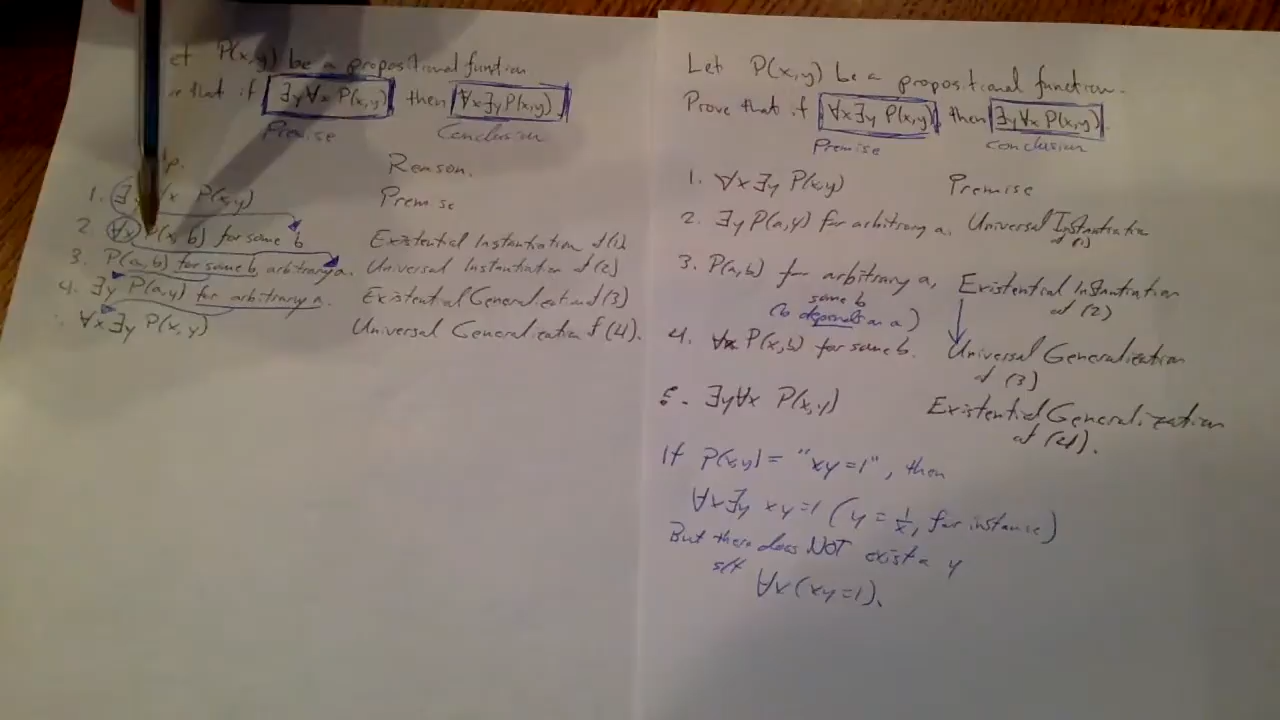 et P(x,y) be a propositional function
that if ∃y∀x P(x,y) then ∀x∃y P(x,y).
Premise Conclusion
Reason.
1. ∃y ∀x P(x,y) Premise
2. ∀x P(x,b) for some b Existential Instantiation of (1)
3. P(a,b) for some b, arbitrary a. Universal Instantiation of (2)
4. ∃y P(a,y) for arbitrary a. Existential Generalization of (3)
∴ ∀x∃y P(x,y) Universal Generalization of (4).
Let P(x,y) be a propositional function.
Prove that if ∀x∃y P(x,y) then ∃y∀x P(x,y).
Premise Conclusion
1. ∀x∃y P(x,y) Premise
2. ∃y P(a,y) for arbitrary a. Universal Instantiation
of (1)
3. P(a,b) for arbitrary a, Existential Instantiation
some b of (2)
(b depends on a)
4. ∀x P(x,b) for some b. Universal Generalization
of (3)
5. ∃y∀x P(x,y) Existential Generalization
of (4).
If P(x,y) = "xy=1", then
∀x∃y xy=1 (y = 1/x, for instance)
But there does NOT exist a y
s/t ∀x(xy=1).